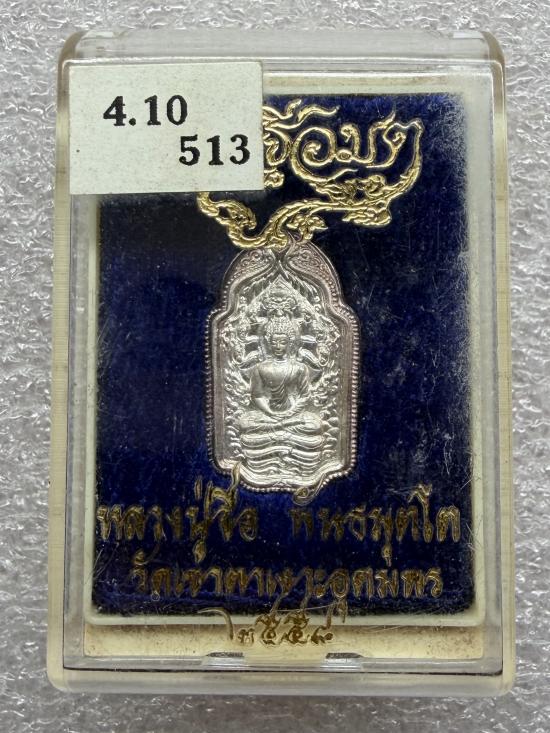 4.10
513
หลวงปู่ชื่อ พันธมุตโต
วัดเขาตาเงาะอุดมพร